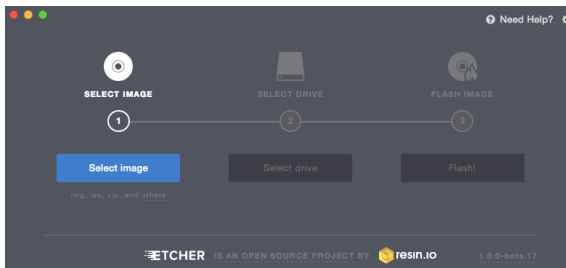 Need Help?
SELECT IMAGE SELECT DRIVE FLASH IMAGE
1 2 3
Select image Select drive Flash!
img, iso, zip, and others
ETCHER IS AN OPEN SOURCE PROJECT BY resin.io 1.0.0-beta.17